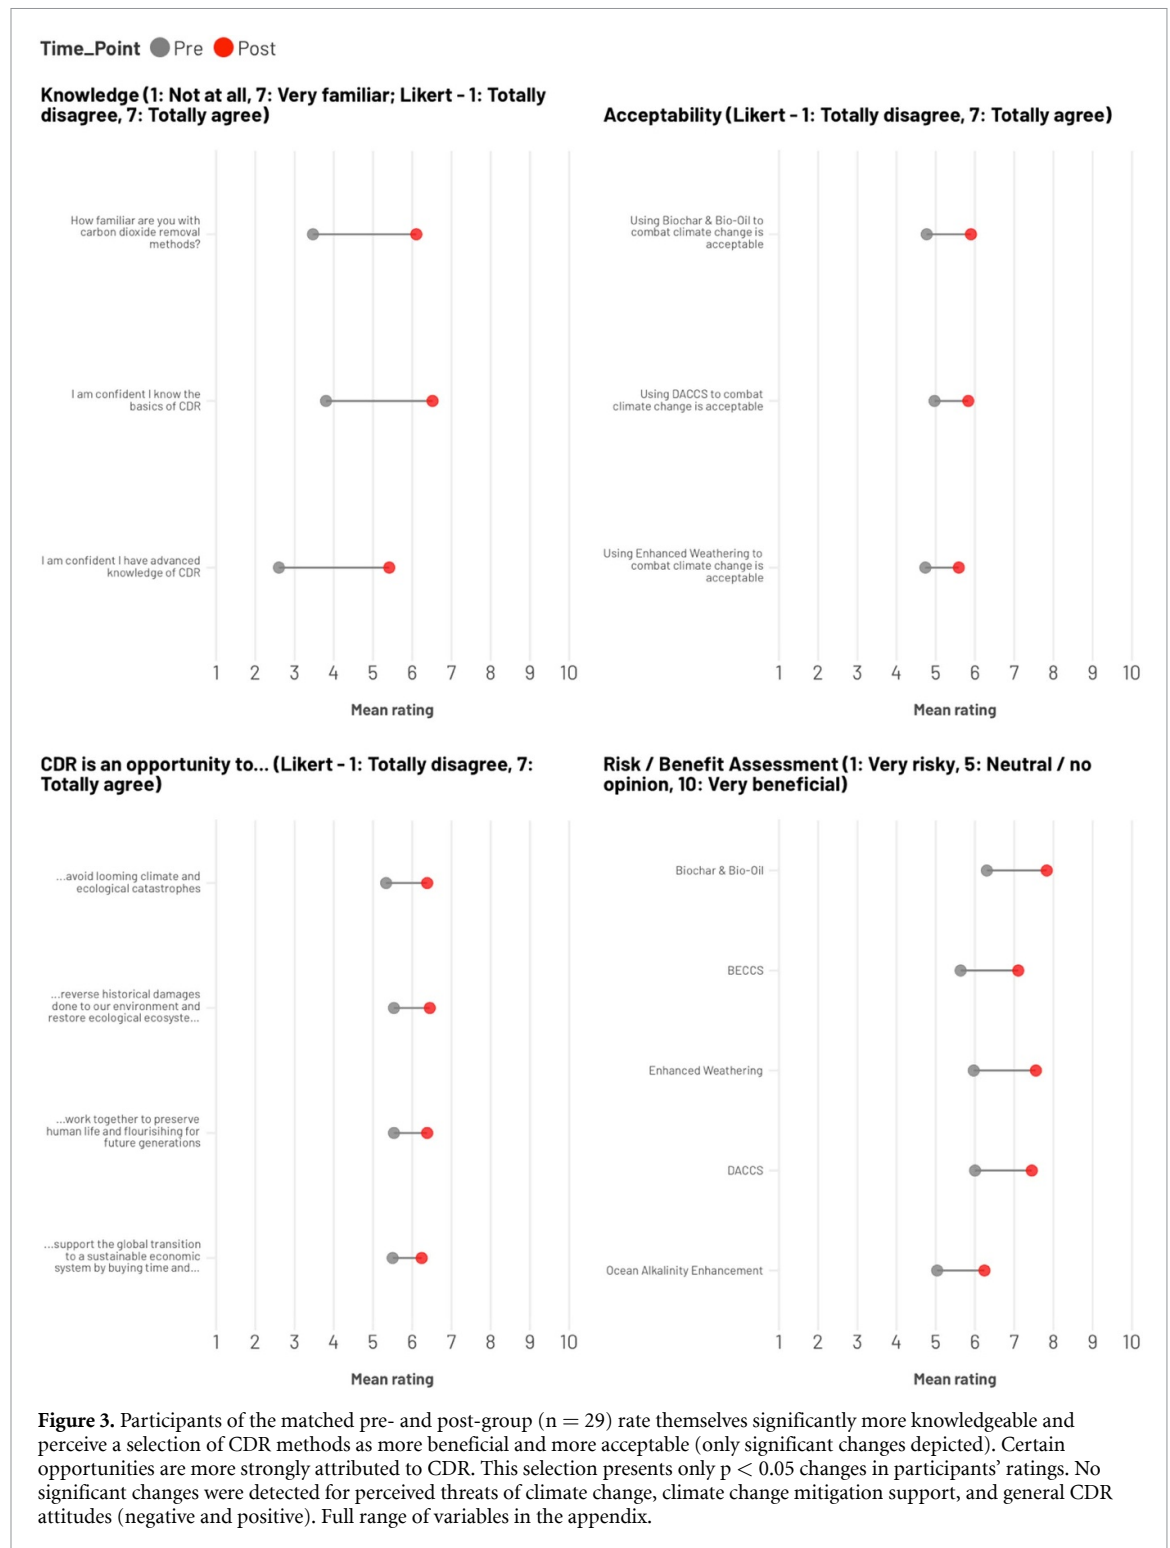 Time_Point Pre Post
Knowledge (1: Not at all, 7: Very familiar; Likert - 1: Totally
disagree, 7: Totally agree)
How familiar are you with
carbon dioxide removal
methods?
I am confident I know the
basics of CDR
I am confident I have advanced
knowledge of CDR
1 2 3 4 5 6 7 8 9 10
Mean rating
Acceptability (Likert - 1: Totally disagree, 7: Totally agree)
Using Biochar & Bio-Oil to
combat climate change is
acceptable
Using DACCS to combat
climate change is acceptable
Using Enhanced Weathering to
combat climate change is
acceptable
1 2 3 4 5 6 7 8 9 10
Mean rating
CDR is an opportunity to... (Likert - 1: Totally disagree, 7:
Totally agree)
...avoid looming climate and
ecological catastrophes
...reverse historical damages
done to our environment and
restore ecological ecosyste...
...work together to preserve
human life and flourisihing for
future generations
...support the global transition
to a sustainable economic
system by buying time and...
1 2 3 4 5 6 7 8 9 10
Mean rating
Risk / Benefit Assessment (1: Very risky, 5: Neutral / no
opinion, 10: Very beneficial)
Biochar & Bio-Oil
BECCS
Enhanced Weathering
DACCS
Ocean Alkalinity Enhancement
1 2 3 4 5 6 7 8 9 10
Mean rating
Figure 3. Participants of the matched pre- and post-group (n = 29) rate themselves significantly more knowledgeable and
perceive a selection of CDR methods as more beneficial and more acceptable (only significant changes depicted). Certain
opportunities are more strongly attributed to CDR. This selection presents only p < 0.05 changes in participants' ratings. No
significant changes were detected for perceived threats of climate change, climate change mitigation support, and general CDR
attitudes (negative and positive). Full range of variables in the appendix.